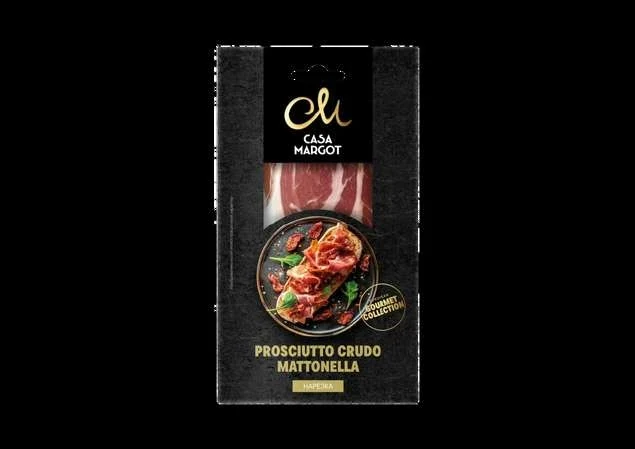 CM
CASA
MARGOT
GOURMET
COLLECTION
PROSCIUTTO CRUDO
MATTONELLA
НАРЕЗКА